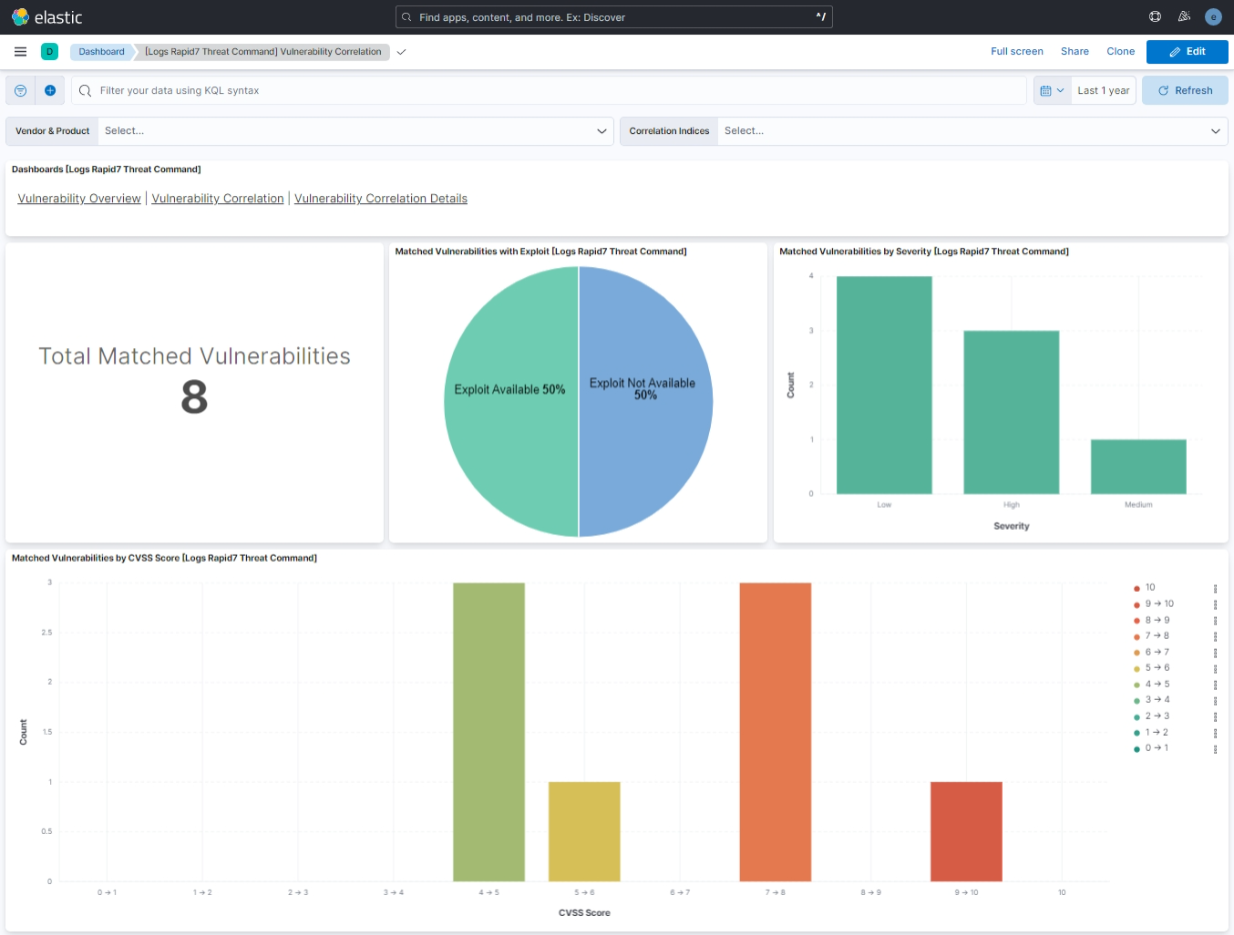 elastic
Find apps, content, and more. Ex: Discover
^/
e
D
Dashboard
[Logs Rapid7 Threat Command] Vulnerability Correlation
Full screen
Share
Clone
Edit
Filter your data using KQL syntax
Last 1 year
Refresh
Vendor & Product
Select...
Correlation Indices
Select...
Dashboards [Logs Rapid7 Threat Command]
Vulnerability Overview | Vulnerability Correlation | Vulnerability Correlation Details
Total Matched Vulnerabilities
8
Matched Vulnerabilities with Exploit [Logs Rapid7 Threat Command]
Exploit Available 50%
Exploit Not Available
50%
Matched Vulnerabilities by Severity [Logs Rapid7 Threat Command]
Count
4
3
2
1
0
Low
High
Medium
Severity
Matched Vulnerabilities by CVSS Score [Logs Rapid7 Threat Command]
Count
3
2.5
2
1.5
1
0.5
0
0 → 1
1 → 2
2 → 3
3 → 4
4 → 5
5 → 6
6 → 7
7 → 8
8 → 9
9 → 10
10
CVSS Score
10
9 → 10
8 → 9
7 → 8
6 → 7
5 → 6
4 → 5
3 → 4
2 → 3
1 → 2
0 → 1